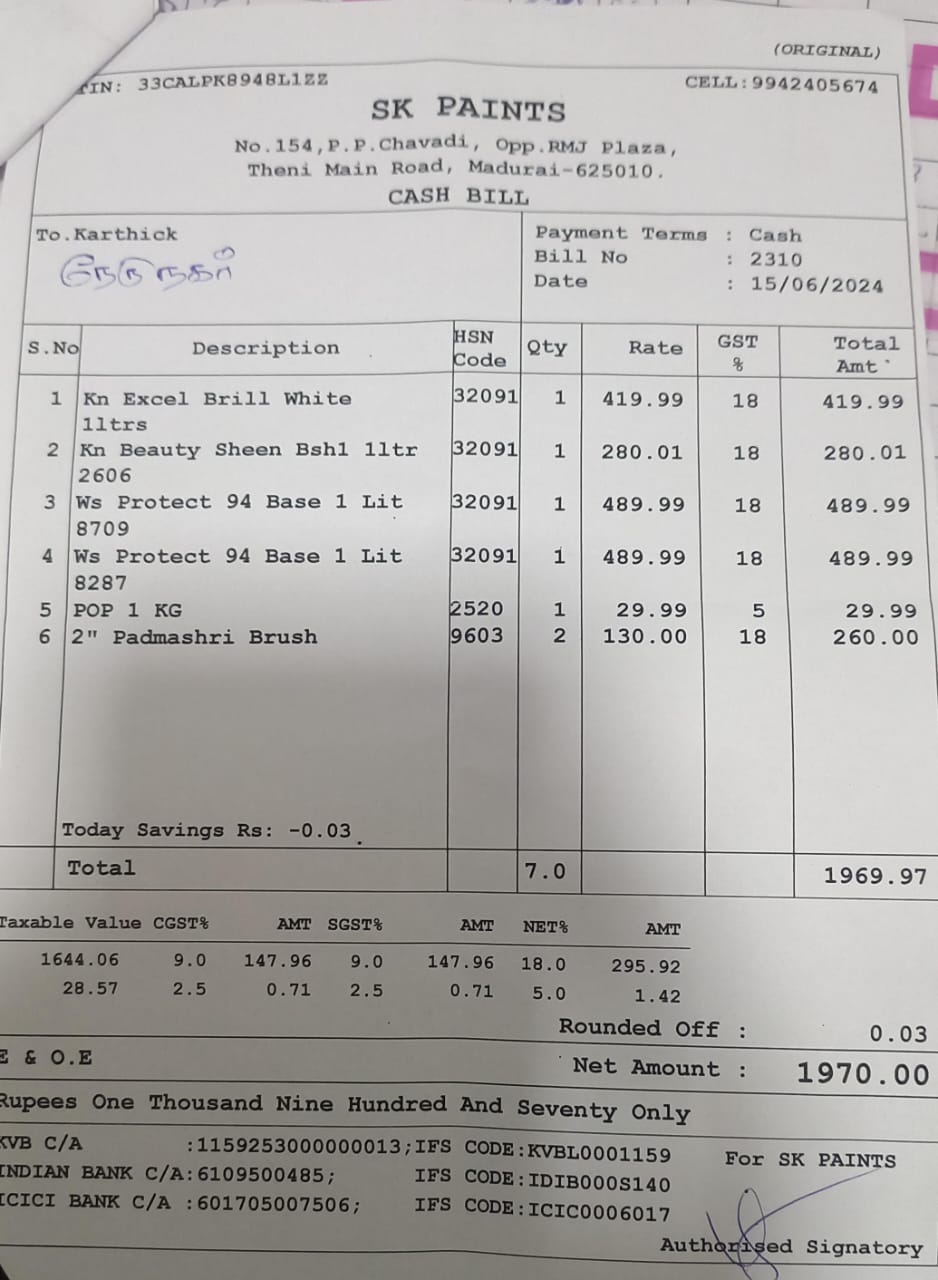 (ORIGINAL)
TIN: 33CALPK8948L1ZZ CELL:9942405674
SK PAINTS
No.154,P.P.Chavadi, Opp.RMJ Plaza,
Theni Main Road, Madurai-625010.
CASH BILL
To.Karthick
நேரு நகர்
Payment Terms : Cash
Bill No : 2310
Date : 15/06/2024
S.No Description HSN Code Qty Rate GST % Total Amt
1 Kn Excel Brill White 32091 1 419.99 18 419.99
1ltrs
2 Kn Beauty Sheen Bsh1 1ltr 32091 1 280.01 18 280.01
2606
3 Ws Protect 94 Base 1 Lit 32091 1 489.99 18 489.99
8709
4 Ws Protect 94 Base 1 Lit 32091 1 489.99 18 489.99
8287
5 POP 1 KG 2520 1 29.99 5 29.99
6 2" Padmashri Brush 9603 2 130.00 18 260.00
Today Savings Rs: -0.03
Total 7.0 1969.97
Taxable Value CGST% AMT SGST% AMT NET% AMT
1644.06 9.0 147.96 9.0 147.96 18.0 295.92
28.57 2.5 0.71 2.5 0.71 5.0 1.42
Rounded Off : 0.03
E & O.E Net Amount : 1970.00
Rupees One Thousand Nine Hundred And Seventy Only
KVB C/A :1159253000000013;IFS CODE:KVBL0001159
INDIAN BANK C/A:6109500485; IFS CODE:IDIB000S140
ICICI BANK C/A :601705007506; IFS CODE:ICIC0006017
For SK PAINTS
Authorised Signatory